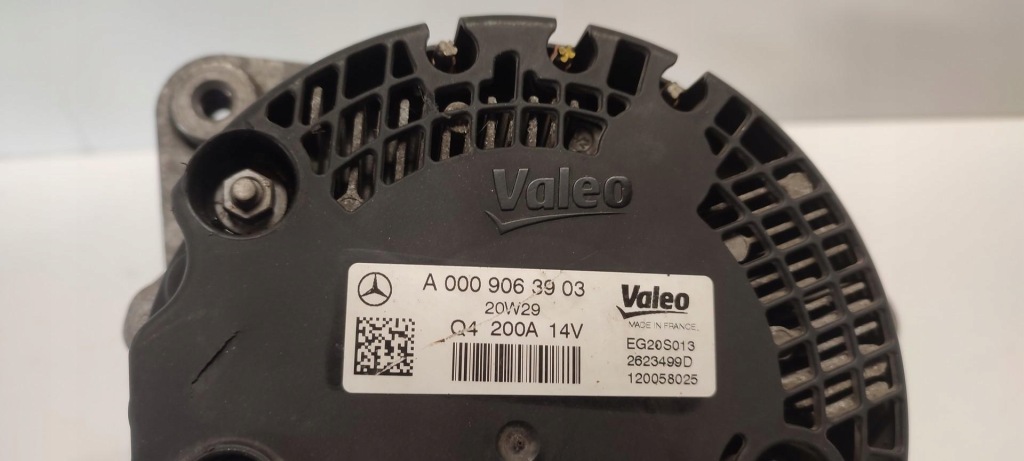 Valeo
A 000 906 39 03
20W29
Q4 200A 14V
Valeo
MADE IN FRANCE
EG20S013
2623499D
120058025